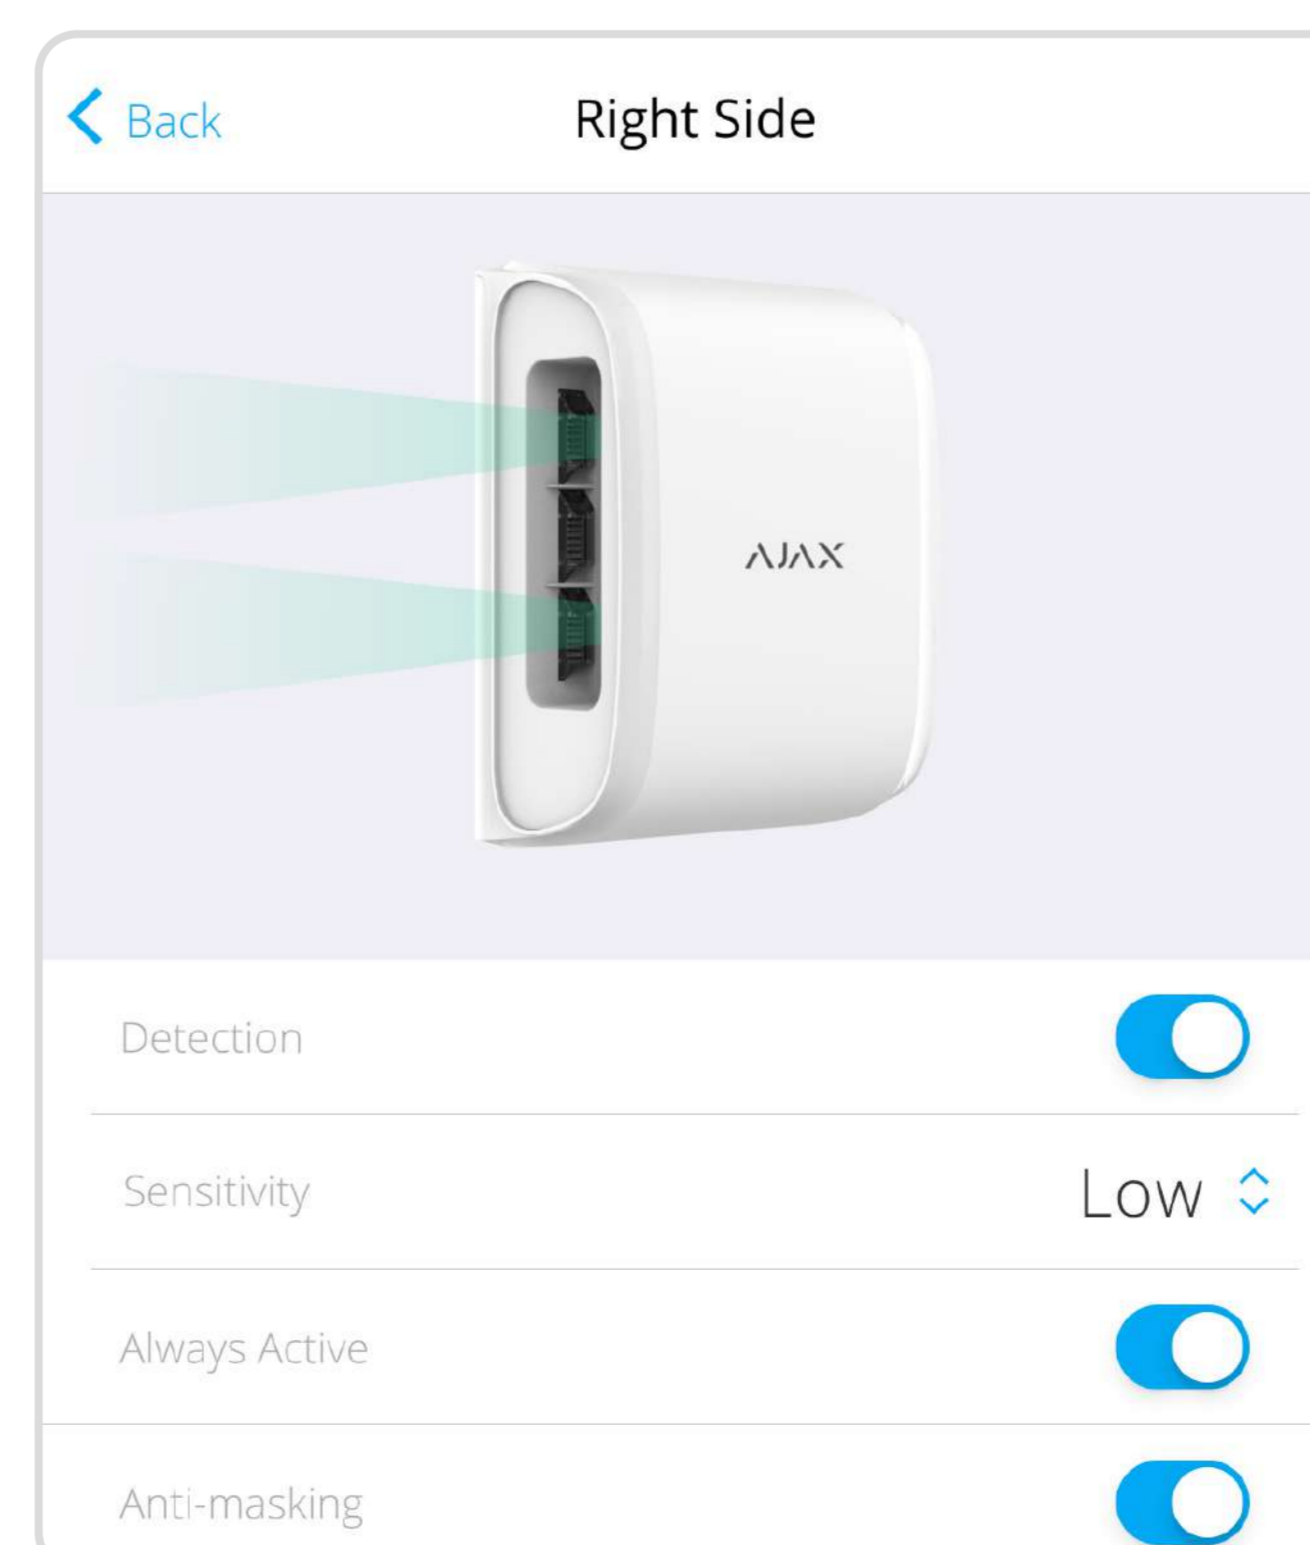 Back
Right Side
AJAX
Detection
Sensitivity
Low
Always Active
Anti-masking